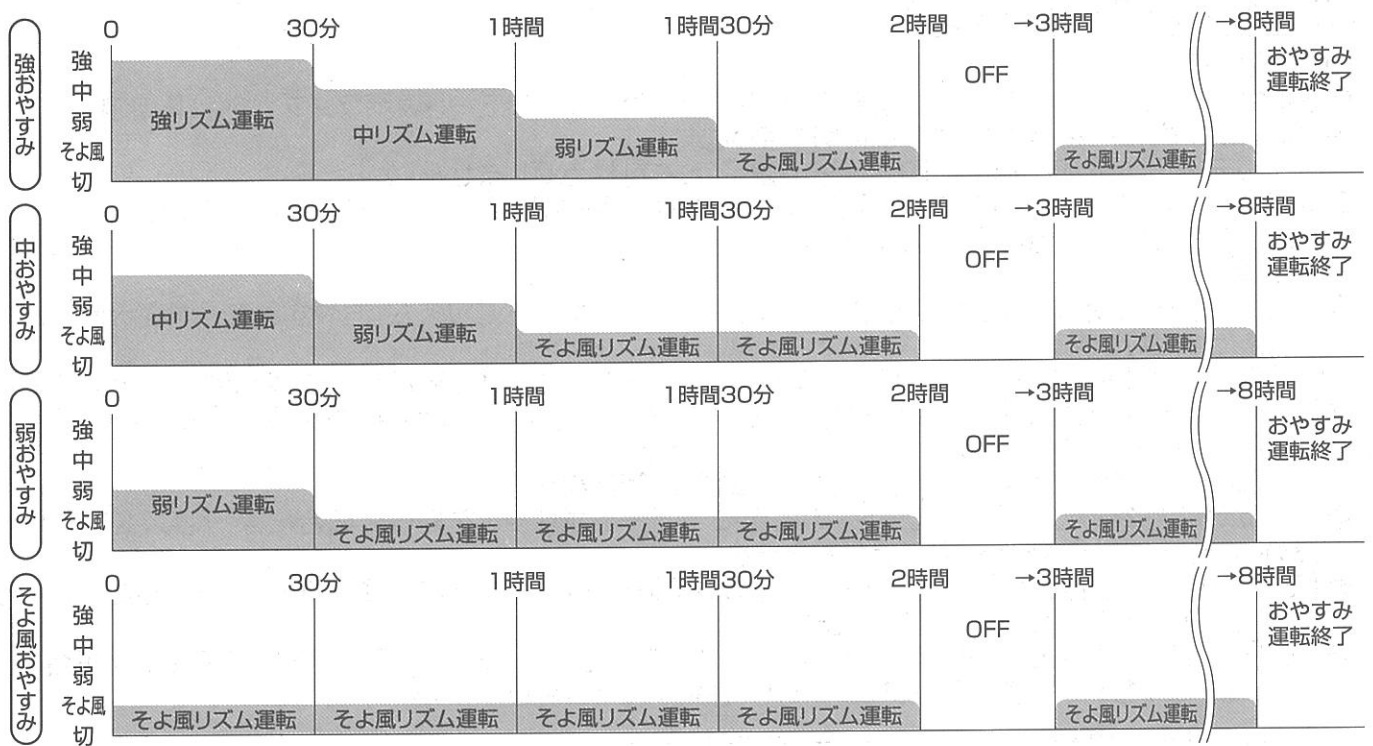 強おやすみ
0 30分 1時間 1時間30分 2時間 →3時間 →8時間
強
中
弱
そよ風
切
強リズム運転 中リズム運転 弱リズム運転 そよ風リズム運転 OFF そよ風リズム運転
おやすみ
運転終了
中おやすみ
0 30分 1時間 1時間30分 2時間 →3時間 →8時間
強
中
弱
そよ風
切
中リズム運転 弱リズム運転 そよ風リズム運転 そよ風リズム運転 OFF そよ風リズム運転
おやすみ
運転終了
弱おやすみ
0 30分 1時間 1時間30分 2時間 →3時間 →8時間
強
中
弱
そよ風
切
弱リズム運転 そよ風リズム運転 そよ風リズム運転 そよ風リズム運転 OFF そよ風リズム運転
おやすみ
運転終了
そよ風おやすみ
0 30分 1時間 1時間30分 2時間 →3時間 →8時間
強
中
弱
そよ風
切
そよ風リズム運転 そよ風リズム運転 そよ風リズム運転 そよ風リズム運転 OFF そよ風リズム運転
おやすみ
運転終了